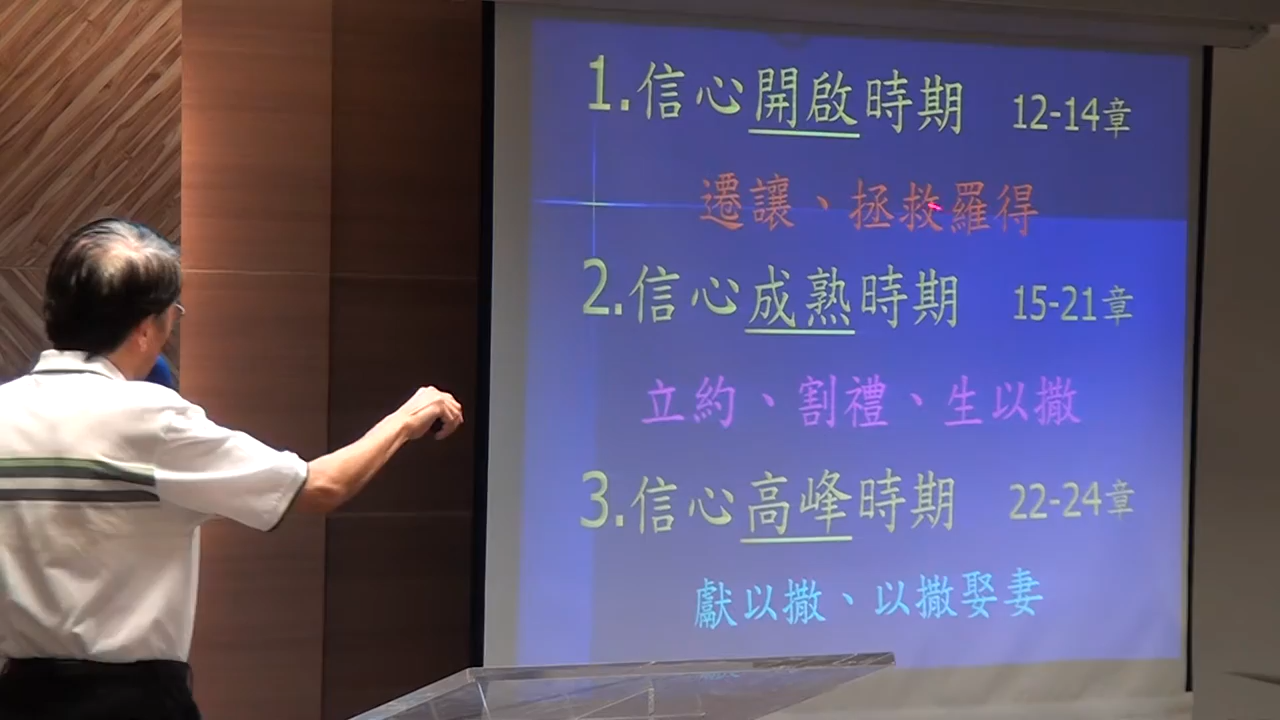 1.信心開啟時期 12-14章
遷讓、拯救羅得
2.信心成熟時期 15-21章
立約、割禮、生以撒
3.信心高峰時期 22-24章
獻以撒、以撒娶妻